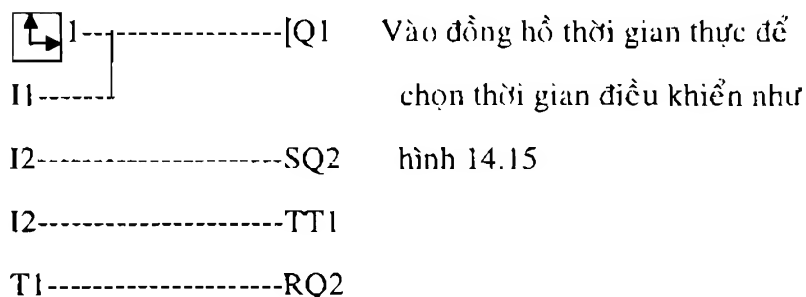 1--------------------[Q1 Vào đồng hồ thời gian thực để
I1------- chọn thời gian điều khiển như
I2----------------------SQ2 hình 14.15
I2----------------------TT1
T1---------------------RQ2